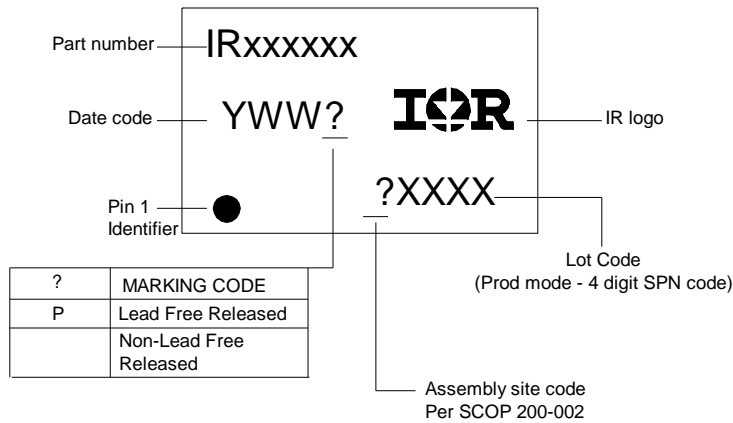 Part number
IRxxxxxx
Date code
YWW?
IOR
IR logo
?XXXX
Pin 1
Identifier
Lot Code
(Prod mode - 4 digit SPN code)
? MARKING CODE
P Lead Free Released
Non-Lead Free
Released
Assembly site code
Per SCOP 200-002